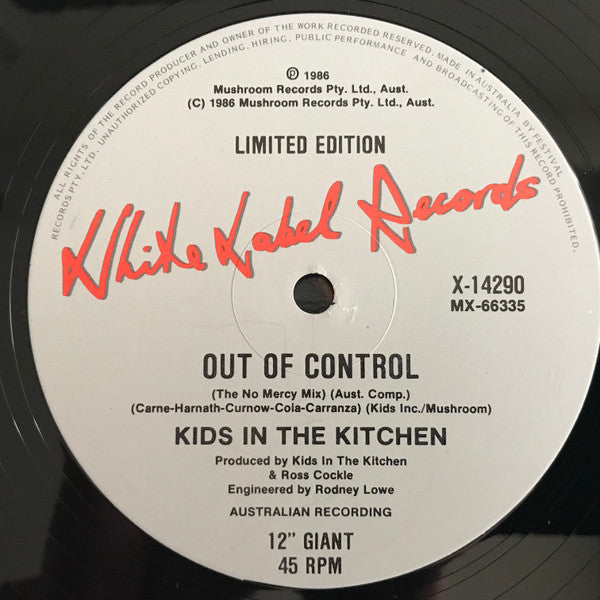 ALL RIGHTS OF THE RECORD PRODUCER AND OWNER OF THE WORK RECORDED RESERVED. MADE IN AUSTRALIA BY FESTIVAL
RECORDS PTY. LTD. UNAUTHORIZED COPYING, LENDING, HIRING, PUBLIC PERFORMANCE AND BROADCASTING OF THIS RECORD PROHIBITED.
Ⓟ 1986
Mushroom Records Pty. Ltd., Aust.
(C) 1986 Mushroom Records Pty. Ltd., Aust.
LIMITED EDITION
White Label Records
X-14290
MX-66335
OUT OF CONTROL
(The No Mercy Mix) (Aust. Comp.)
(Carne-Harnath-Curnow-Cola-Carranza) (Kids Inc./Mushroom)
KIDS IN THE KITCHEN
Produced by Kids In The Kitchen
& Ross Cockle
Engineered by Rodney Lowe
AUSTRALIAN RECORDING
12" GIANT
45 RPM